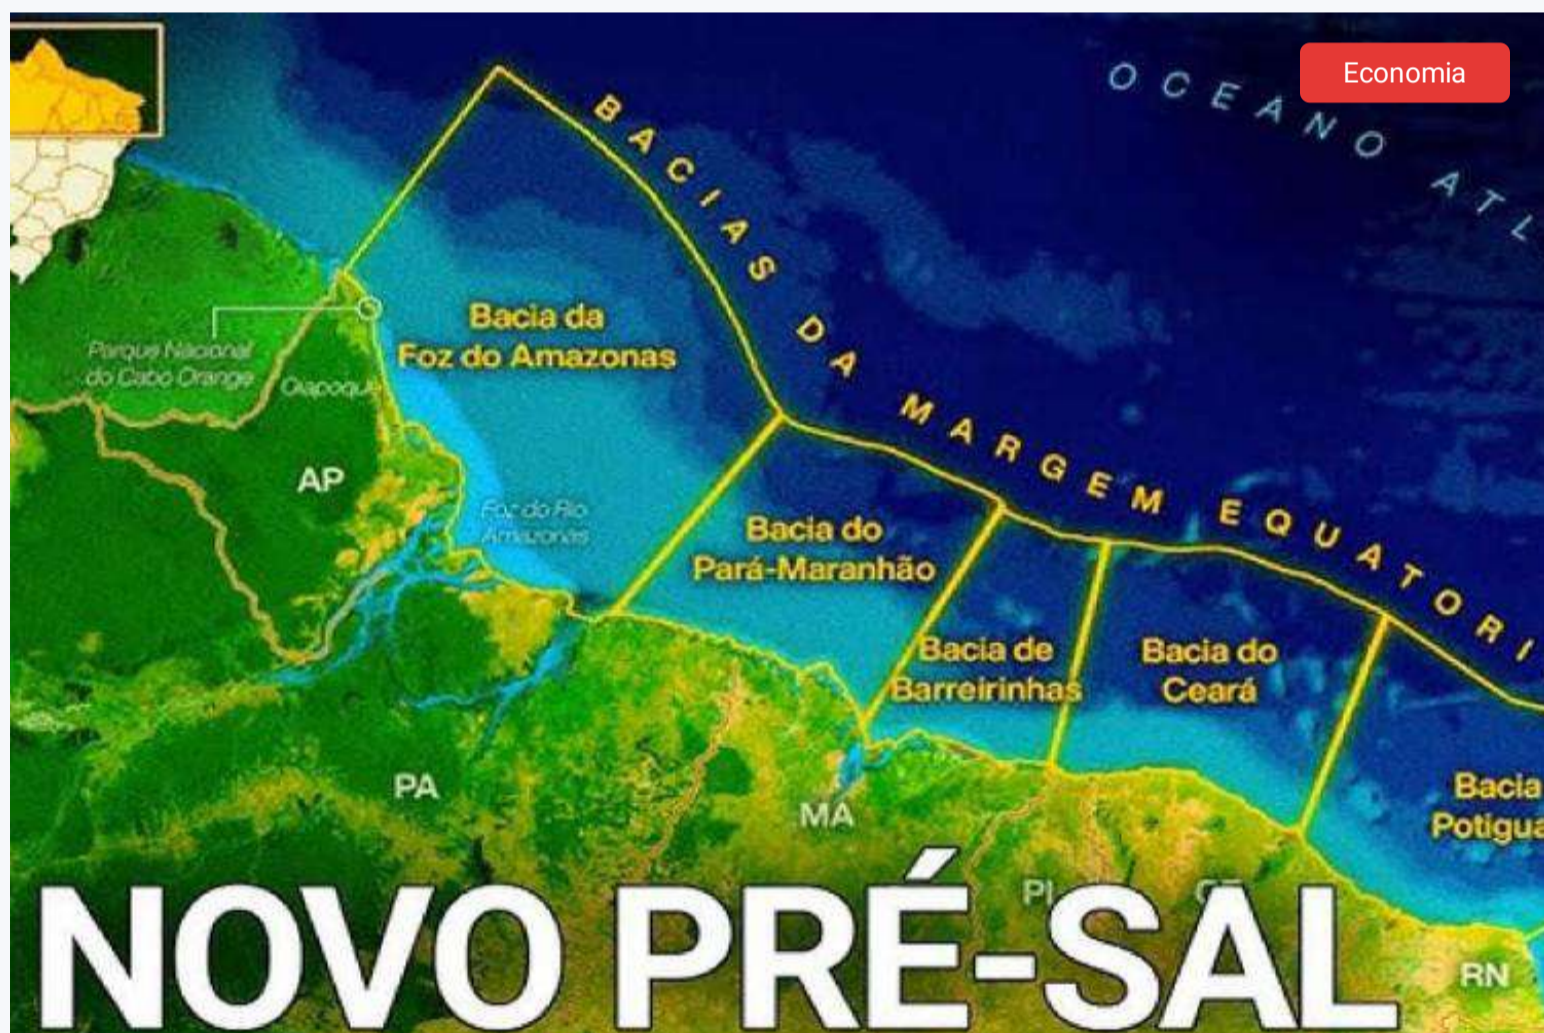 Economia
OCEANO ATL
BACIAS DA MARGEM EQUATORI
Bacia da
Foz do Amazonas
Parque Nacional
do Cabo Orange
Oiapoque
AP
Foz do Rio
Amazonas
Bacia do
Pará-Maranhão
Bacia de
Barreirinhas
Bacia do
Ceará
Bacia
Potigua
PA
MA
PI
CE
RN
NOVO PRÉ-SAL